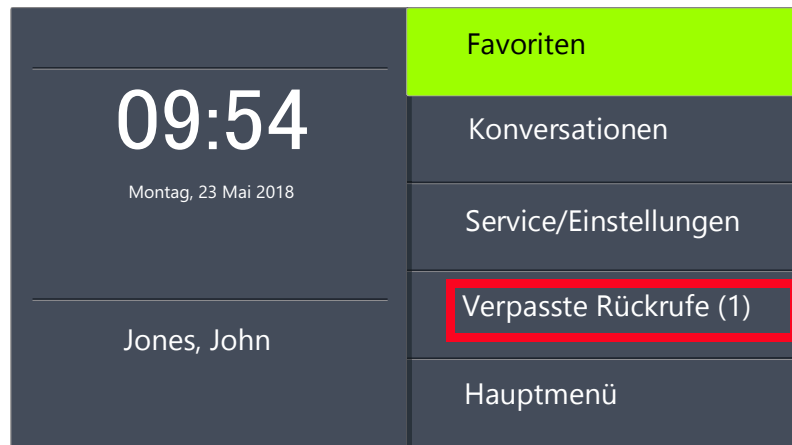 09:54
Montag, 23 Mai 2018
Jones, John
Favoriten
Konversationen
Service/Einstellungen
Verpasste Rückrufe (1)
Hauptmenü